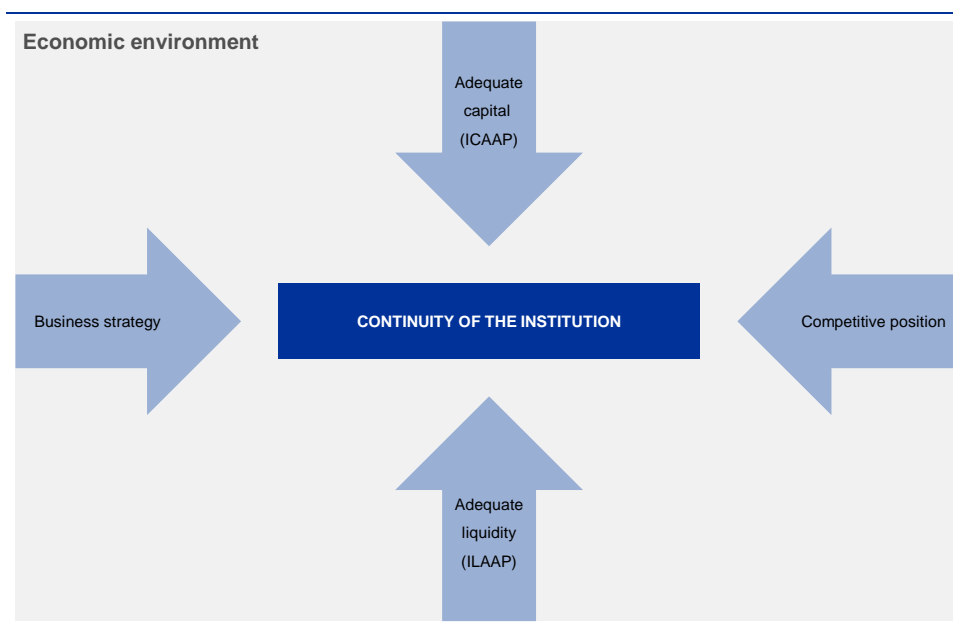 Economic environment
Adequate
capital
(ICAAP)
Business strategy
CONTINUITY OF THE INSTITUTION
Competitive position
Adequate
liquidity
(ILAAP)